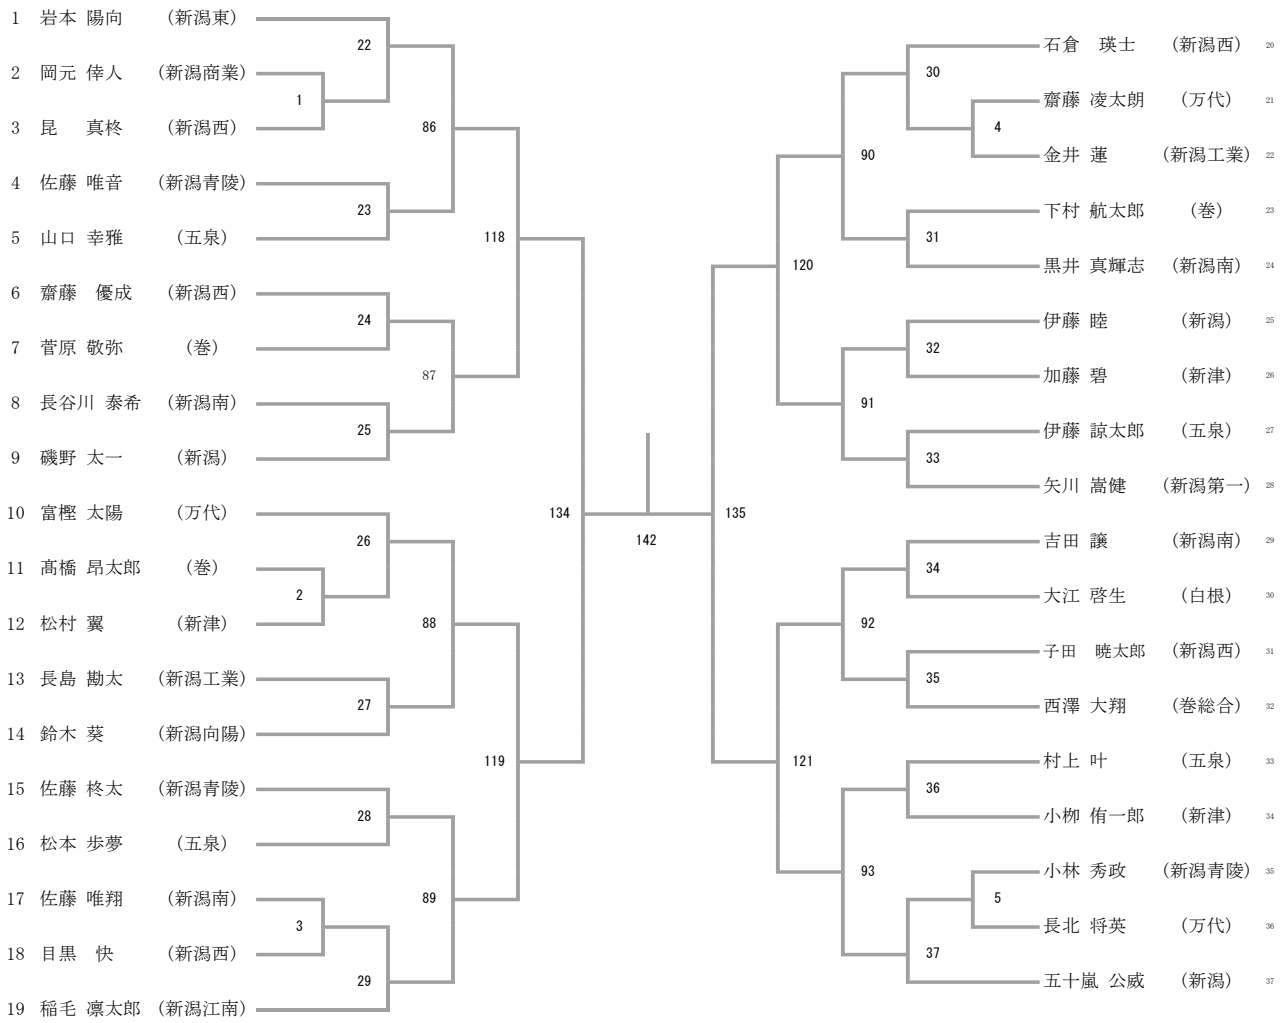 1 岩本 陽向 (新潟東)
2 岡元 倖人 (新潟商業)
3 昆 真柊 (新潟西)
4 佐藤 唯音 (新潟青陵)
5 山口 幸雅 (五泉)
6 齋藤 優成 (新潟西)
7 菅原 敬弥 (巻)
8 長谷川 泰希 (新潟南)
9 磯野 太一 (新潟)
10 富樫 太陽 (万代)
11 髙橋 昂太郎 (巻)
12 松村 翼 (新津)
13 長島 勘太 (新潟工業)
14 鈴木 葵 (新潟向陽)
15 佐藤 柊太 (新潟青陵)
16 松本 歩夢 (五泉)
17 佐藤 唯翔 (新潟南)
18 目黒 快 (新潟西)
19 稲毛 凛太郎 (新潟江南)
22
1
86
23
118
24
87
25
134
26
2
88
27
119
28
3
89
29
142
30
4
90
31
120
32
91
33
135
34
92
35
121
36
93
5
37
石倉 瑛士 (新潟西) 20
齋藤 凌太朗 (万代) 21
金井 蓮 (新潟工業) 22
下村 航太郎 (巻) 23
黒井 真輝志 (新潟南) 24
伊藤 睦 (新潟) 25
加藤 碧 (新津) 26
伊藤 諒太郎 (五泉) 27
矢川 嵩健 (新潟第一) 28
吉田 譲 (新潟南) 29
大江 啓生 (白根) 30
子田 暁太郎 (新潟西) 31
西澤 大翔 (巻総合) 32
村上 叶 (五泉) 33
小栁 侑一郎 (新津) 34
小林 秀政 (新潟青陵) 35
長北 将英 (万代) 36
五十嵐 公威 (新潟) 37